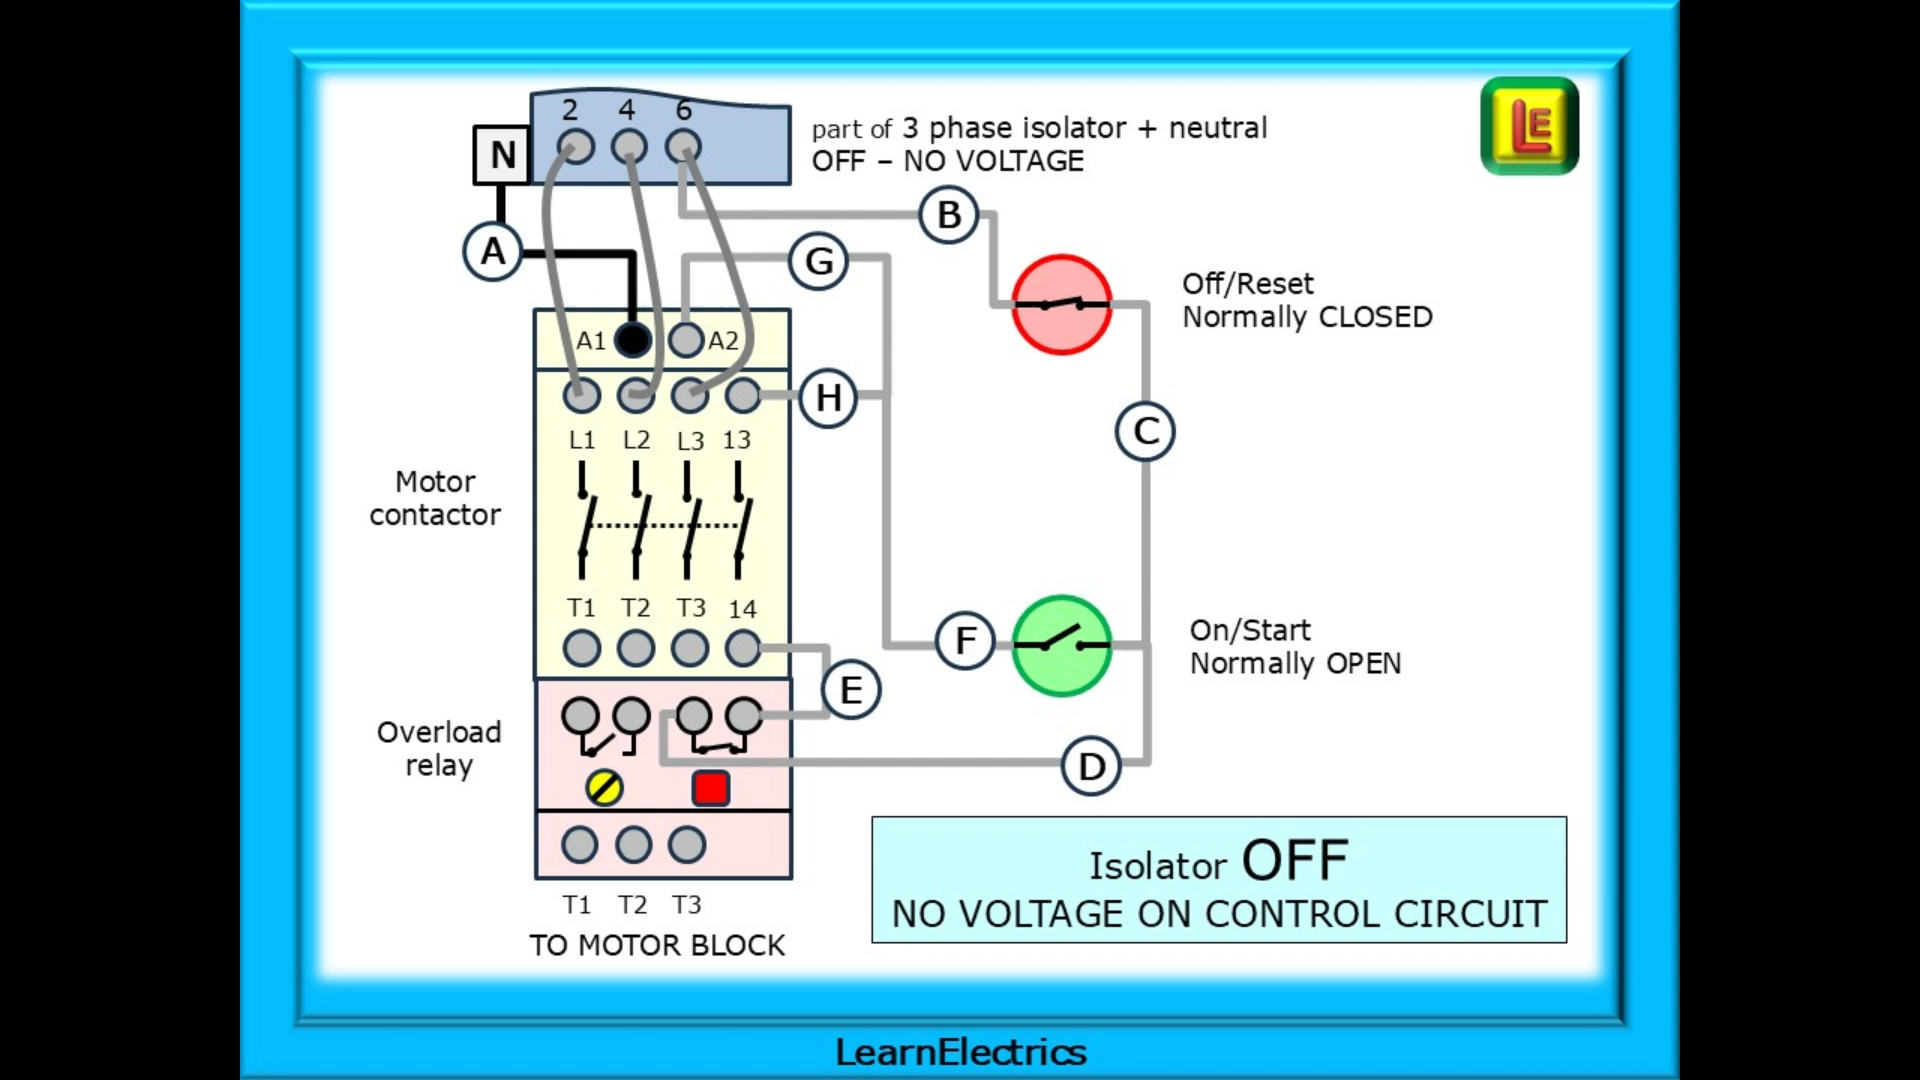 2 4 6
N
part of 3 phase isolator + neutral
OFF – NO VOLTAGE
LE
A
B
G
Off/Reset
Normally CLOSED
A1
A2
H
C
L1 L2 L3 13
Motor
contactor
T1 T2 T3 14
F
On/Start
Normally OPEN
E
Overload
relay
D
Isolator OFF
NO VOLTAGE ON CONTROL CIRCUIT
T1 T2 T3
TO MOTOR BLOCK
LearnElectrics